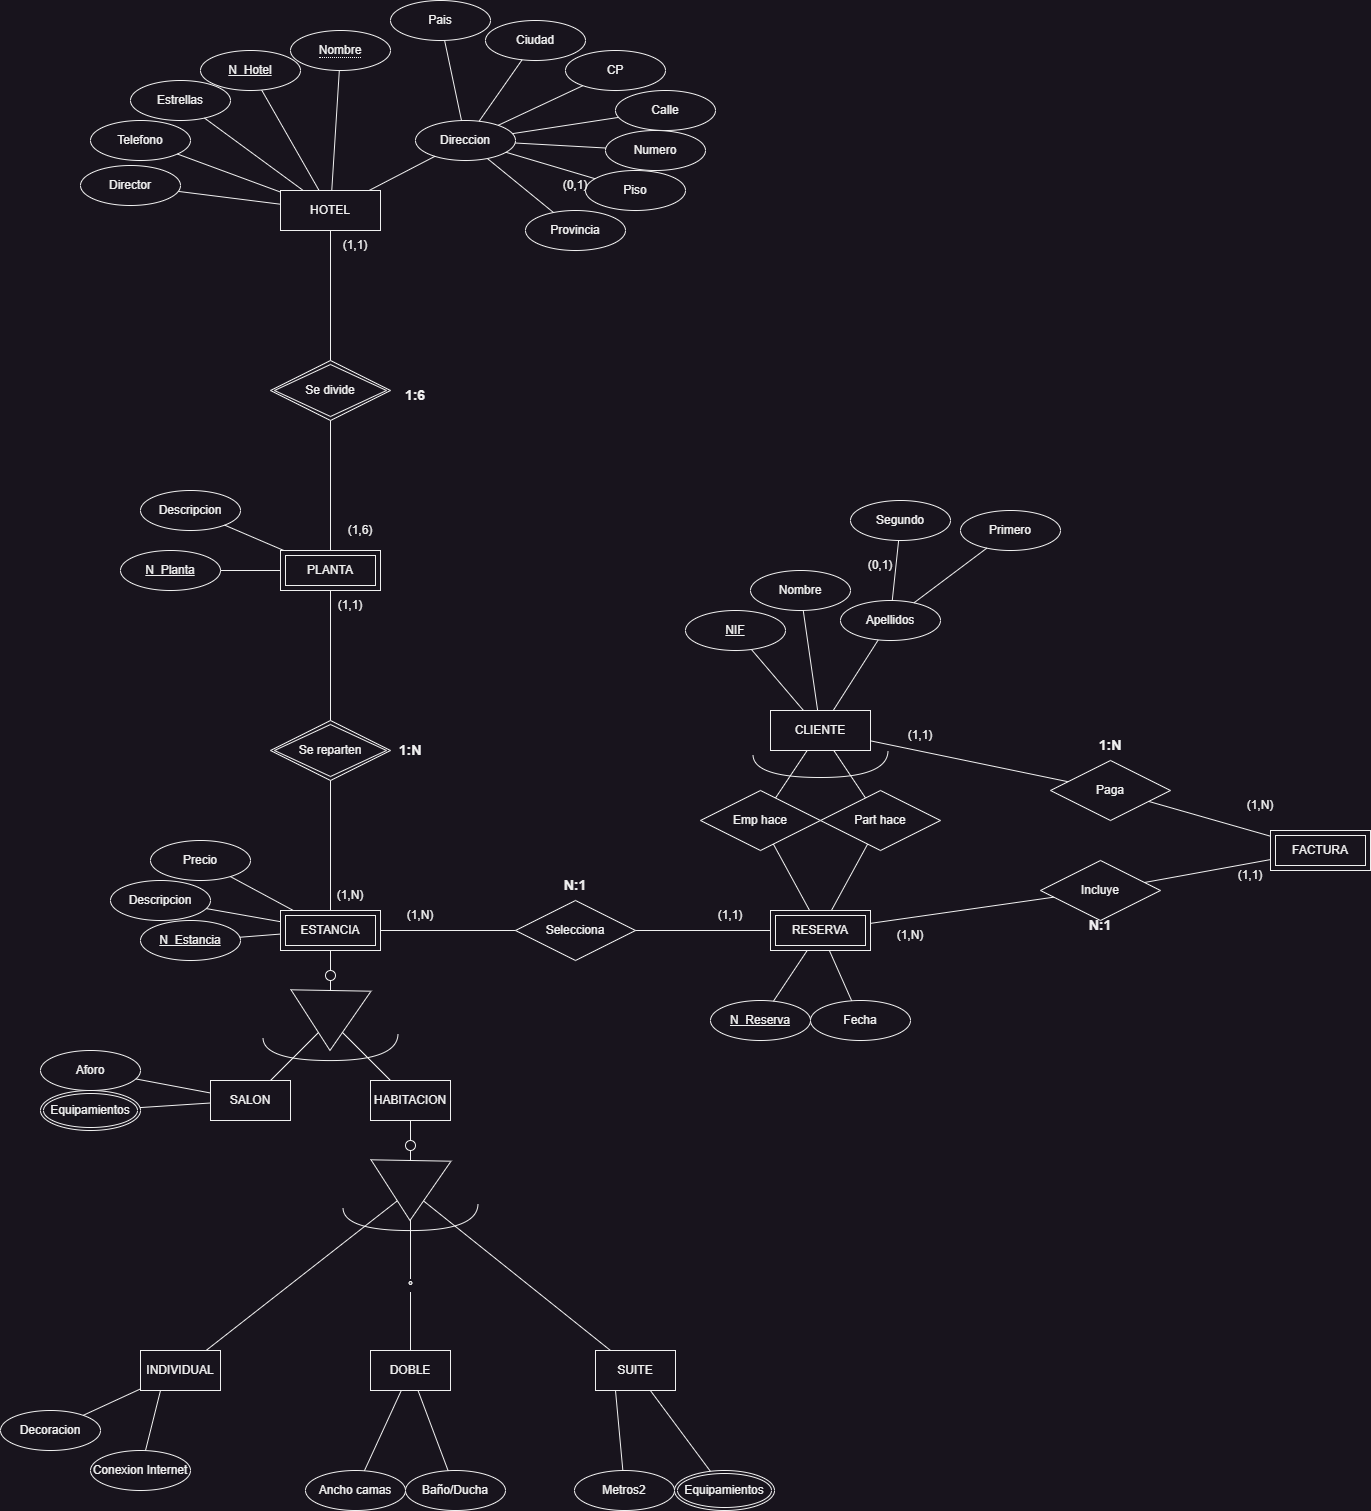 Pais
Ciudad
Nombre
N_Hotel
CP
Estrellas
Calle
Telefono
Direccion
Numero
Director
(0,1)
Piso
HOTEL
Provincia
(1,1)
Se divide
1:6
Descripcion
(1,6)
Segundo
Primero
N_Planta
PLANTA
(0,1)
(1,1)
Nombre
Apellidos
NIF
CLIENTE
(1,1)
Se reparten
1:N
1:N
Paga
(1,N)
Emp hace
Part hace
FACTURA
Precio
(1,1)
Descripcion
(1,N)
N:1
Incluye
N_Estancia
ESTANCIA
(1,N)
Selecciona
(1,1)
RESERVA
(1,N)
N:1
N_Reserva
Fecha
Aforo
Equipamientos
SALON
HABITACION
INDIVIDUAL
DOBLE
SUITE
Decoracion
Conexion Internet
Ancho camas
Baño/Ducha
Metros2
Equipamientos